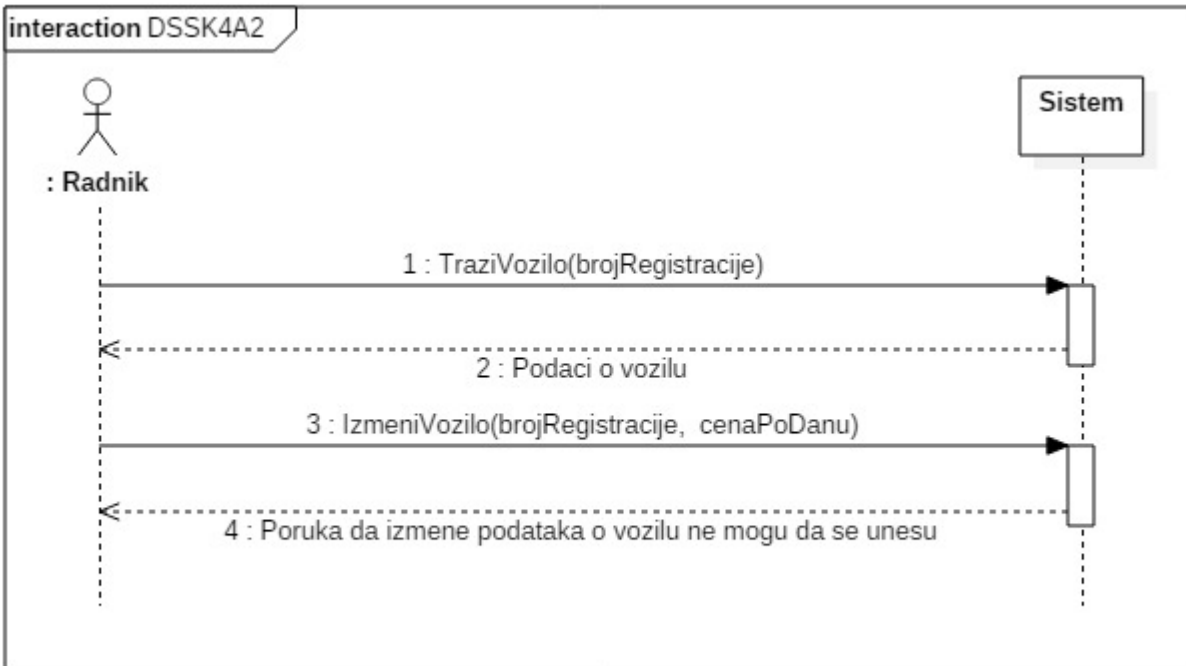 interaction DSSK4A2
Sistem
: Radnik
1 : TraziVozilo(brojRegistracije)
2 : Podaci o vozilu
3 : IzmeniVozilo(brojRegistracije,  cenaPoDanu)
4 : Poruka da izmene podataka o vozilu ne mogu da se unesu